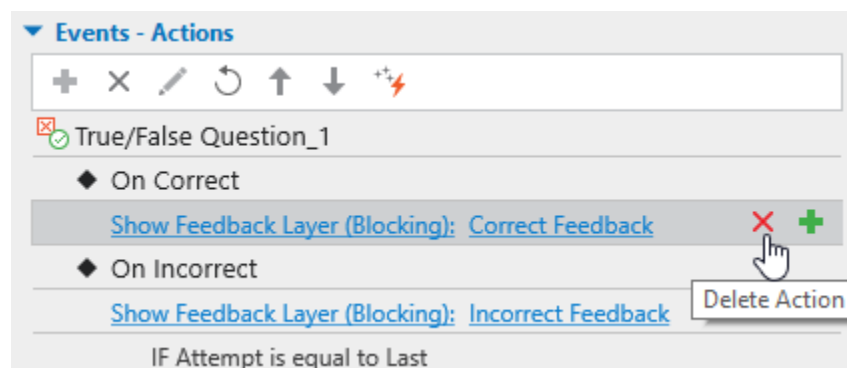 Events - Actions
True/False Question_1
On Correct
Show Feedback Layer (Blocking): Correct Feedback
On Incorrect
Delete Action
Show Feedback Layer (Blocking): Incorrect Feedback
IF Attempt is equal to Last